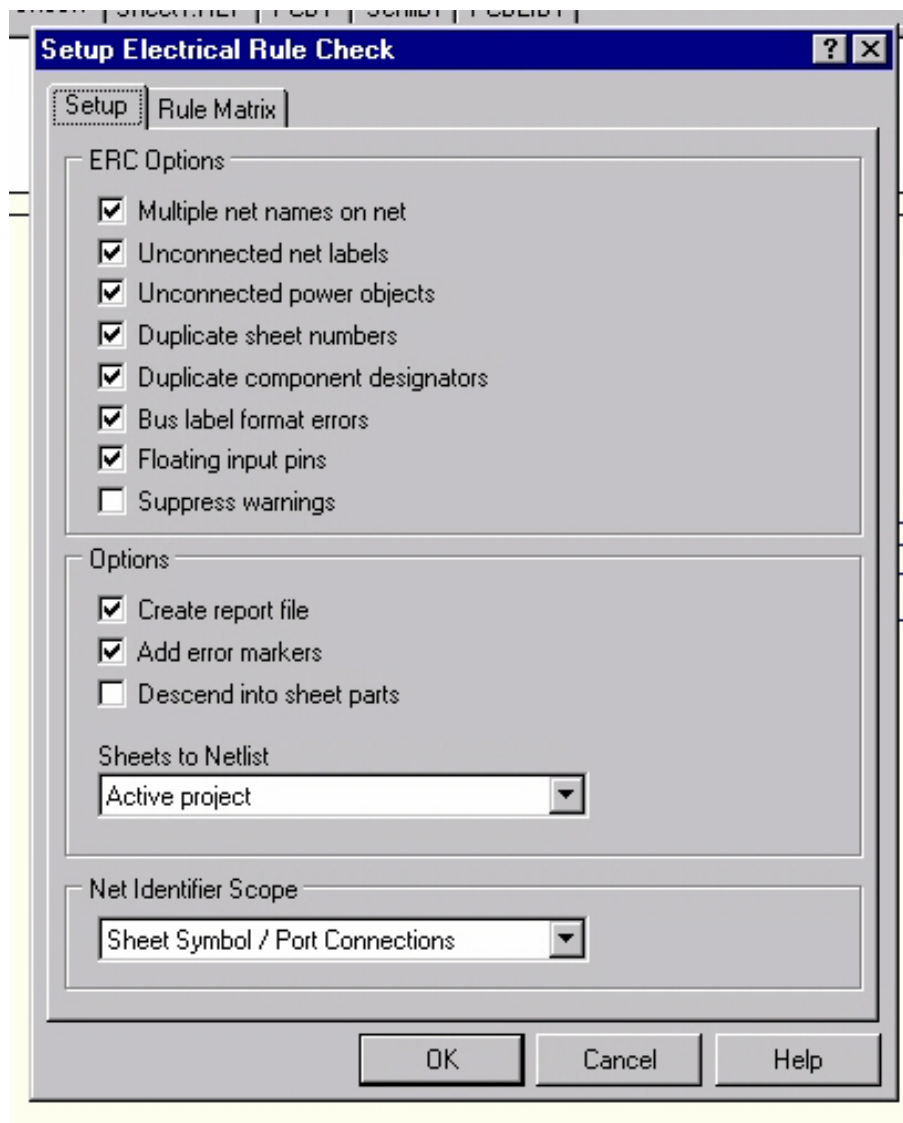 Setup Electrical Rule Check
Setup Rule Matrix
ERC Options
Multiple net names on net
Unconnected net labels
Unconnected power objects
Duplicate sheet numbers
Duplicate component designators
Bus label format errors
Floating input pins
Suppress warnings
Options
Create report file
Add error markers
Descend into sheet parts
Sheets to Netlist
Active project
Net Identifier Scope
Sheet Symbol / Port Connections
OK Cancel Help